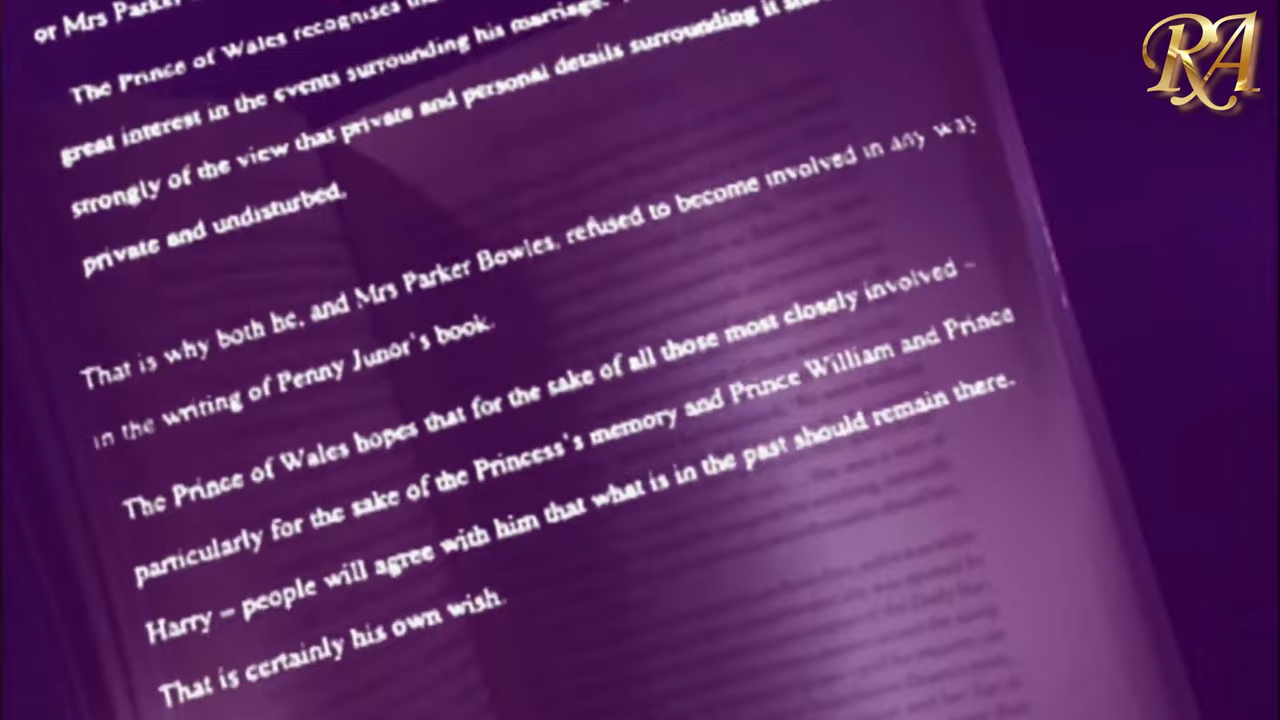 or Mrs Parker
The Prince of Wales recognises
great interest in the events surrounding his marriage.
strongly of the view that private and personal details surrounding it
private and undisturbed.
That is why both he, and Mrs Parker Bowles, refused to become involved in any way
in the writing of Penny Junor's book.
The Prince of Wales hopes that for the sake of all those most closely involved –
particularly for the sake of the Princess's memory and Prince William and Prince
Harry – people will agree with him that what is in the past should remain there.
That is certainly his own wish.
RA